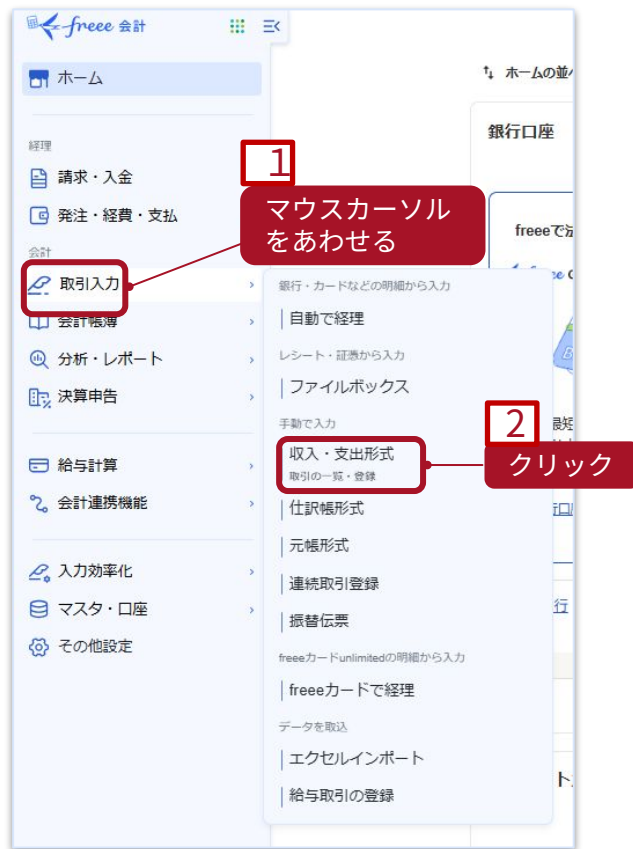 freee 会計
ホーム
ホームの並
銀行口座
経理
請求・入金
1
発注・経費・支払
マウスカーソル
をあわせる
freeeで
会計
取引入力
銀行・カードなどの明細から入力
会計帳簿
自動で経理
分析・レポート
レシート・証憑から入力
決算申告
ファイルボックス
手動で入力
2
最短
収入・支出形式
クリック
取引の一覧・登録
給与計算
会計連携機能
仕訳帳形式
元帳形式
入力効率化
連続取引登録
マスタ・口座
行
振替伝票
その他設定
freeeカードunlimitedの明細から入力
freeeカードで経理
データを取込
エクセルインポート
ト
給与取引の登録